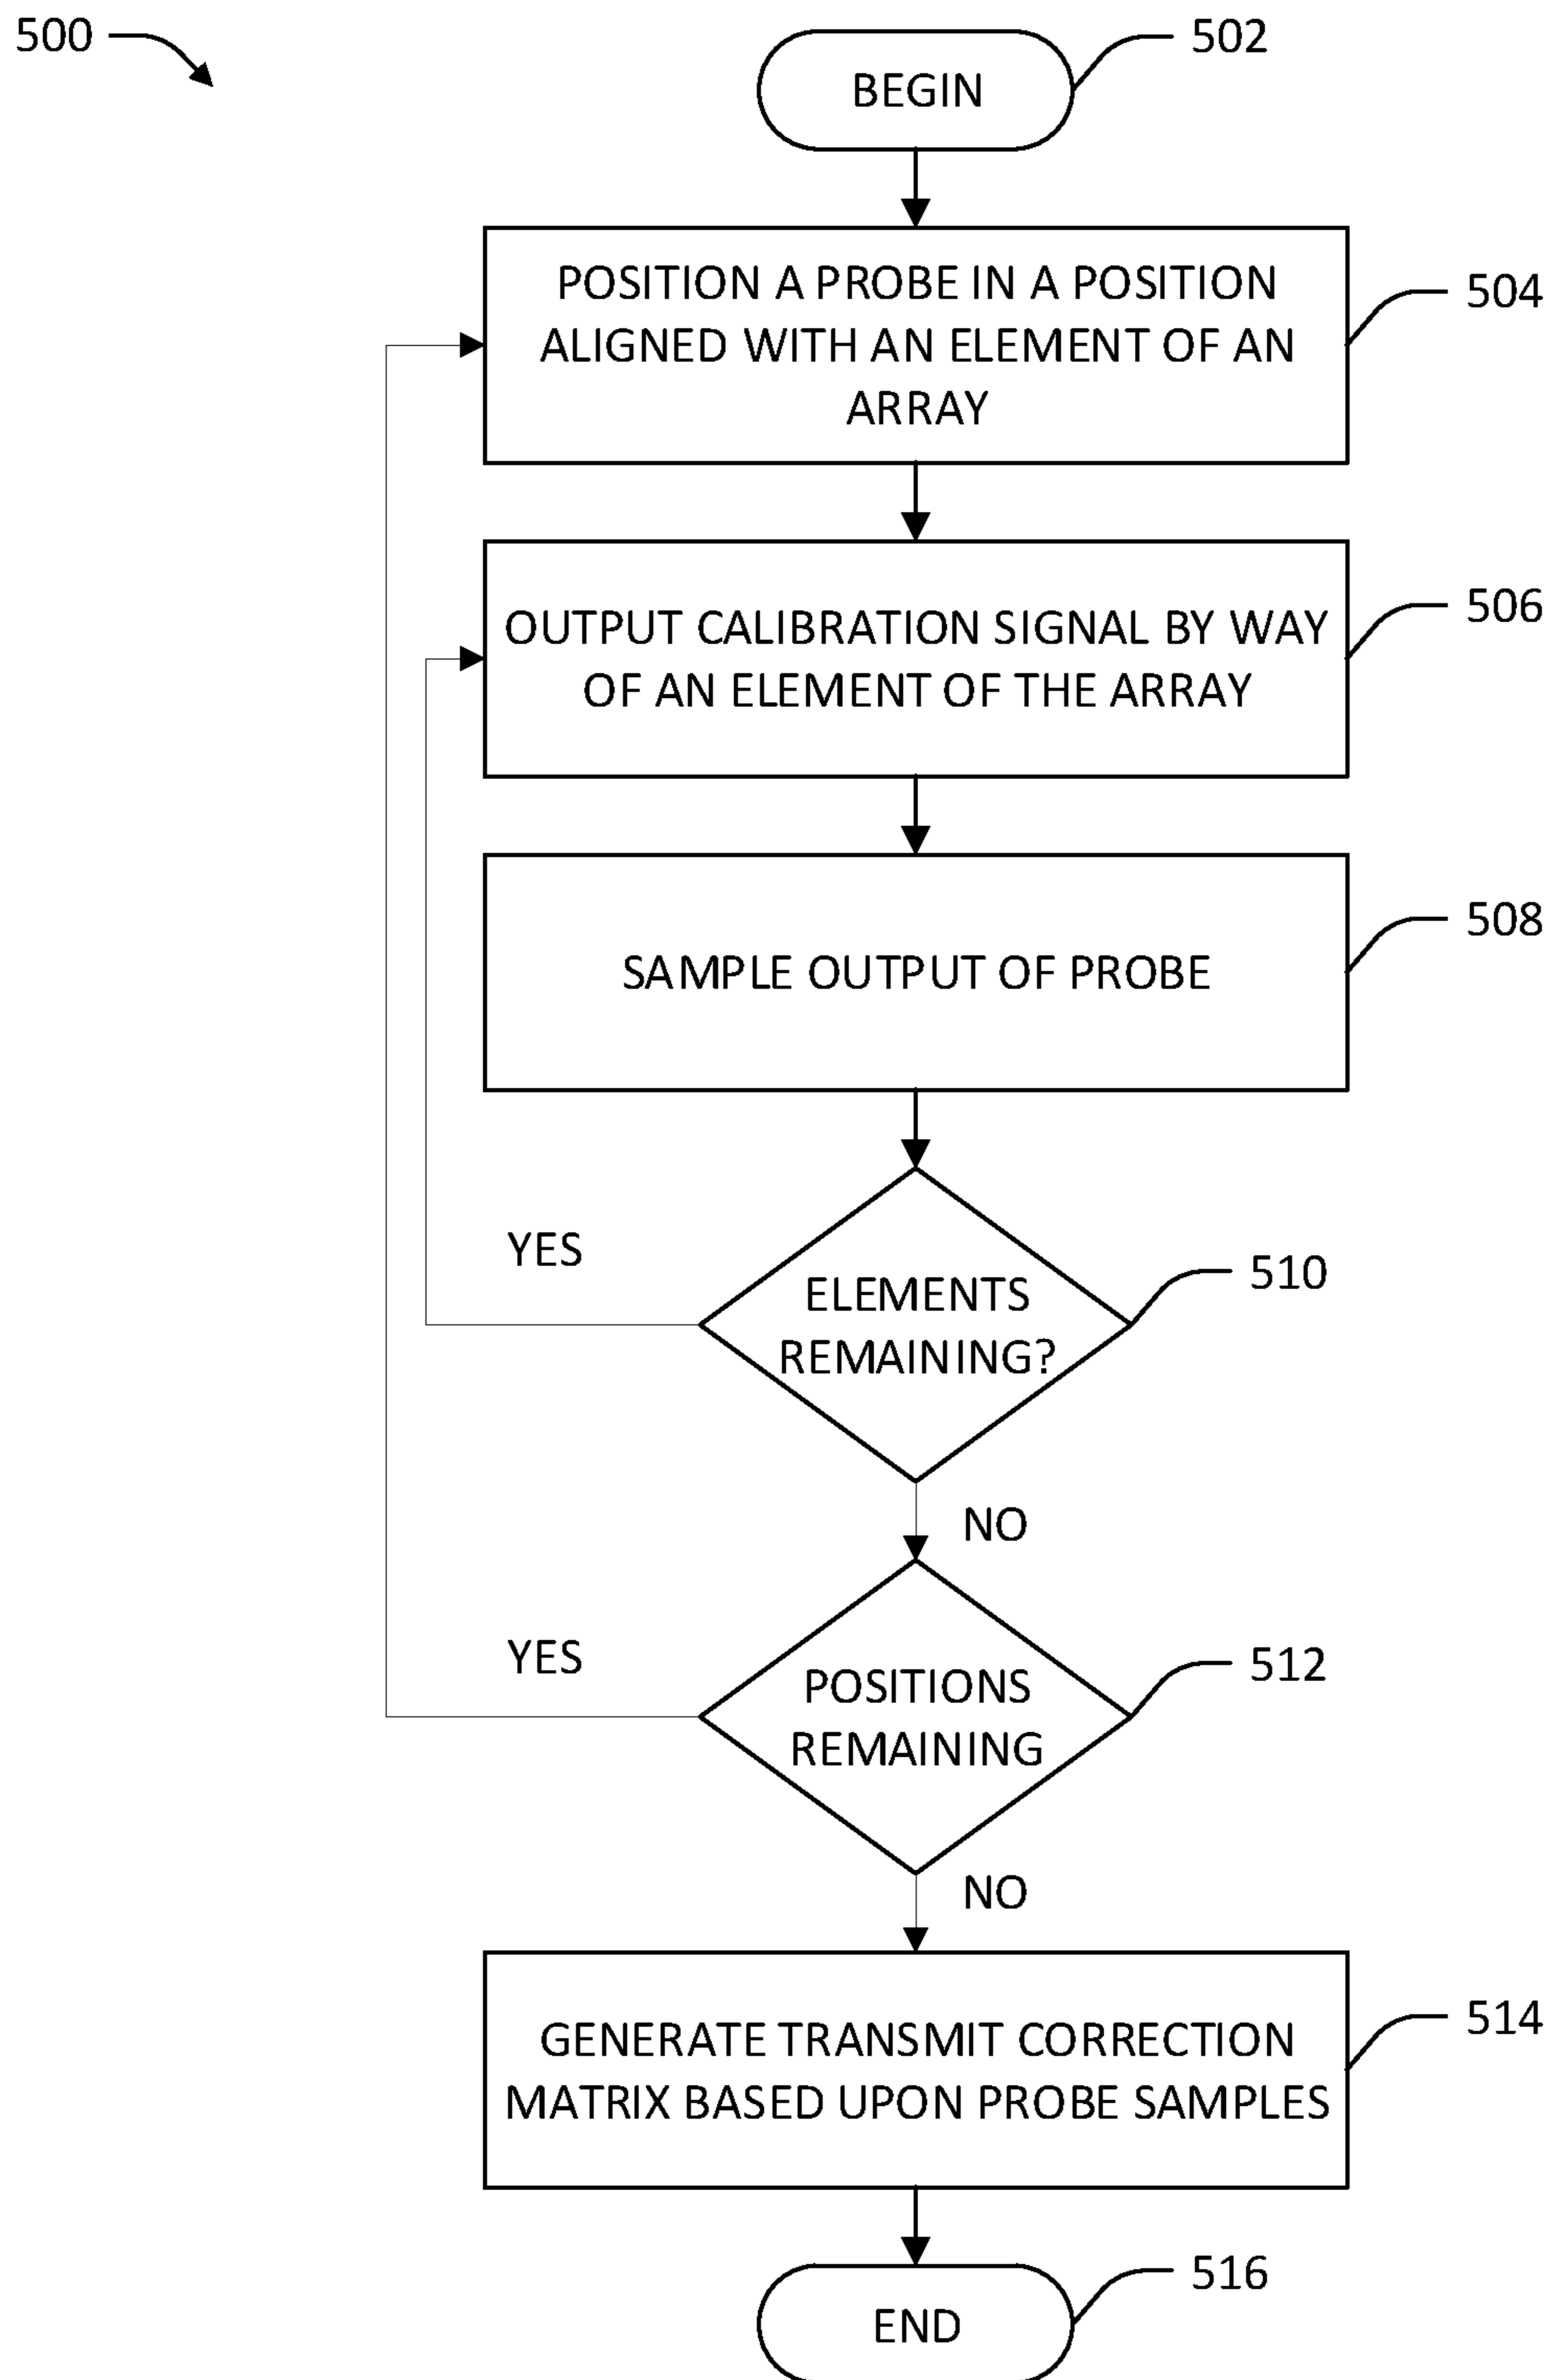 500
502
BEGIN
POSITION A PROBE IN A POSITION
ALIGNED WITH AN ELEMENT OF AN
ARRAY
504
OUTPUT CALIBRATION SIGNAL BY WAY
OF AN ELEMENT OF THE ARRAY
506
SAMPLE OUTPUT OF PROBE
508
YES
ELEMENTS
REMAINING?
510
NO
YES
POSITIONS
REMAINING
512
NO
GENERATE TRANSMIT CORRECTION
MATRIX BASED UPON PROBE SAMPLES
514
END
516